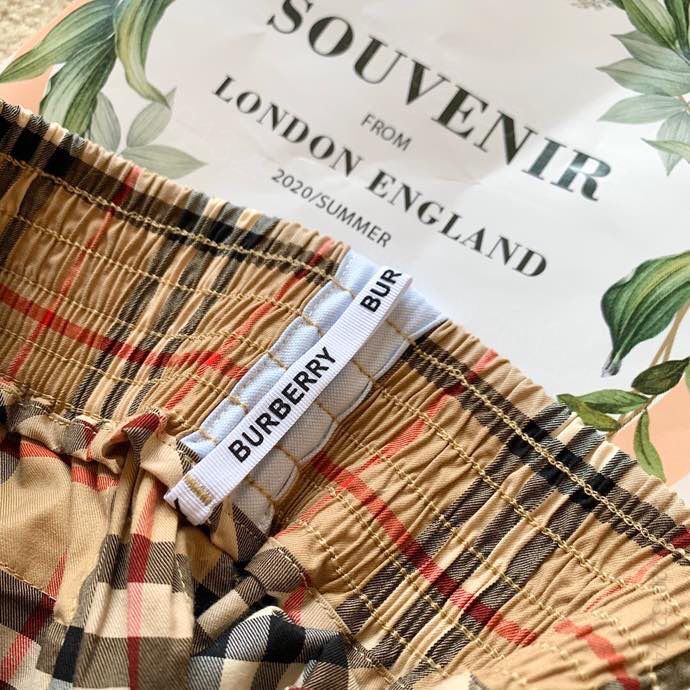 SOUVENIR
FROM
LONDON ENGLAND
2020/SUMMER
BUR
BURBERRY